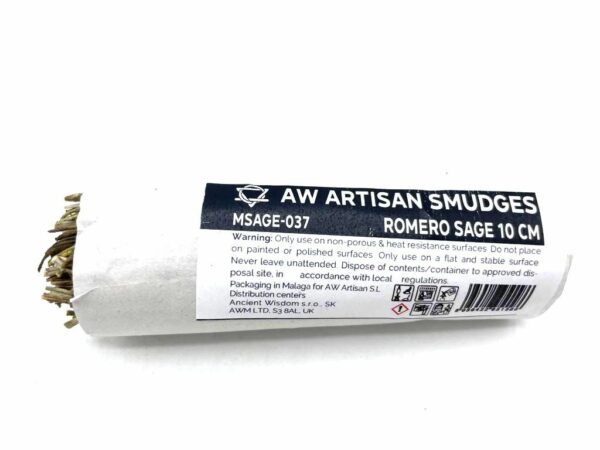 AW ARTISAN SMUDGES
MSAGE-037 ROMERO SAGE 10 CM
Warning: Only use on non-porous & heat resistance surfaces. Do not place
on painted or polished surfaces. Only use on a flat and stable surface
Never leave unattended. Dispose of contents/container to approved dis-
posal site, in accordance with local regulations.
Packaging in Malaga for AW Artisan S.L
Distribution centers
Ancient Wisdom s.r.o., SK
AWM LTD, S3 8AL, UK